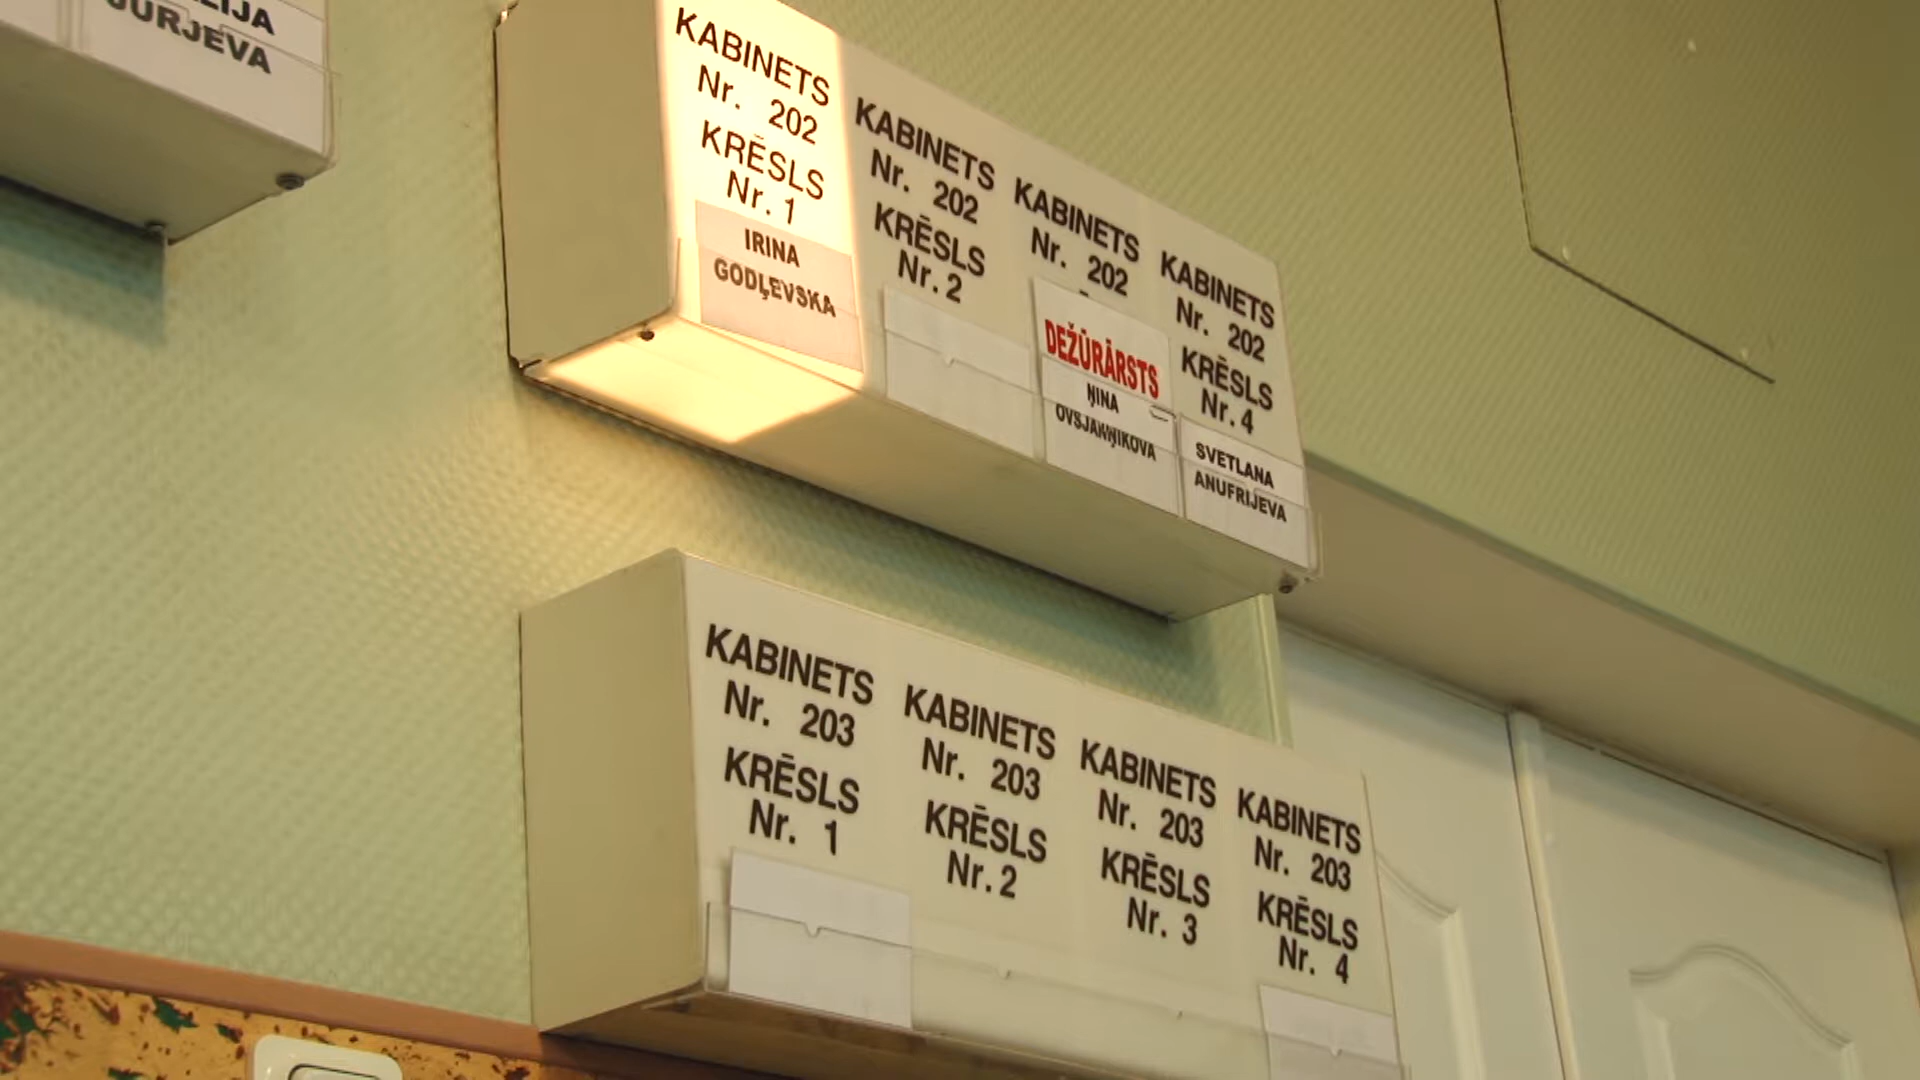 JURJEVA
KABINETS
Nr. 202
KRĒSLS
Nr. 1
IRINA
GODĻEVSKA
KABINETS
Nr. 202
KRĒSLS
Nr. 2
KABINETS
Nr. 202
DEŽŪRĀRSTS
ŅINA
OVSJAŅŅIKOVA
KABINETS
Nr. 202
KRĒSLS
Nr. 4
SVETLANA
ANUFRIJEVA
KABINETS
Nr. 203
KRĒSLS
Nr. 1
KABINETS
Nr. 203
KRĒSLS
Nr. 2
KABINETS
Nr. 203
KRĒSLS
Nr. 3
KABINETS
Nr. 203
KRĒSLS
Nr. 4